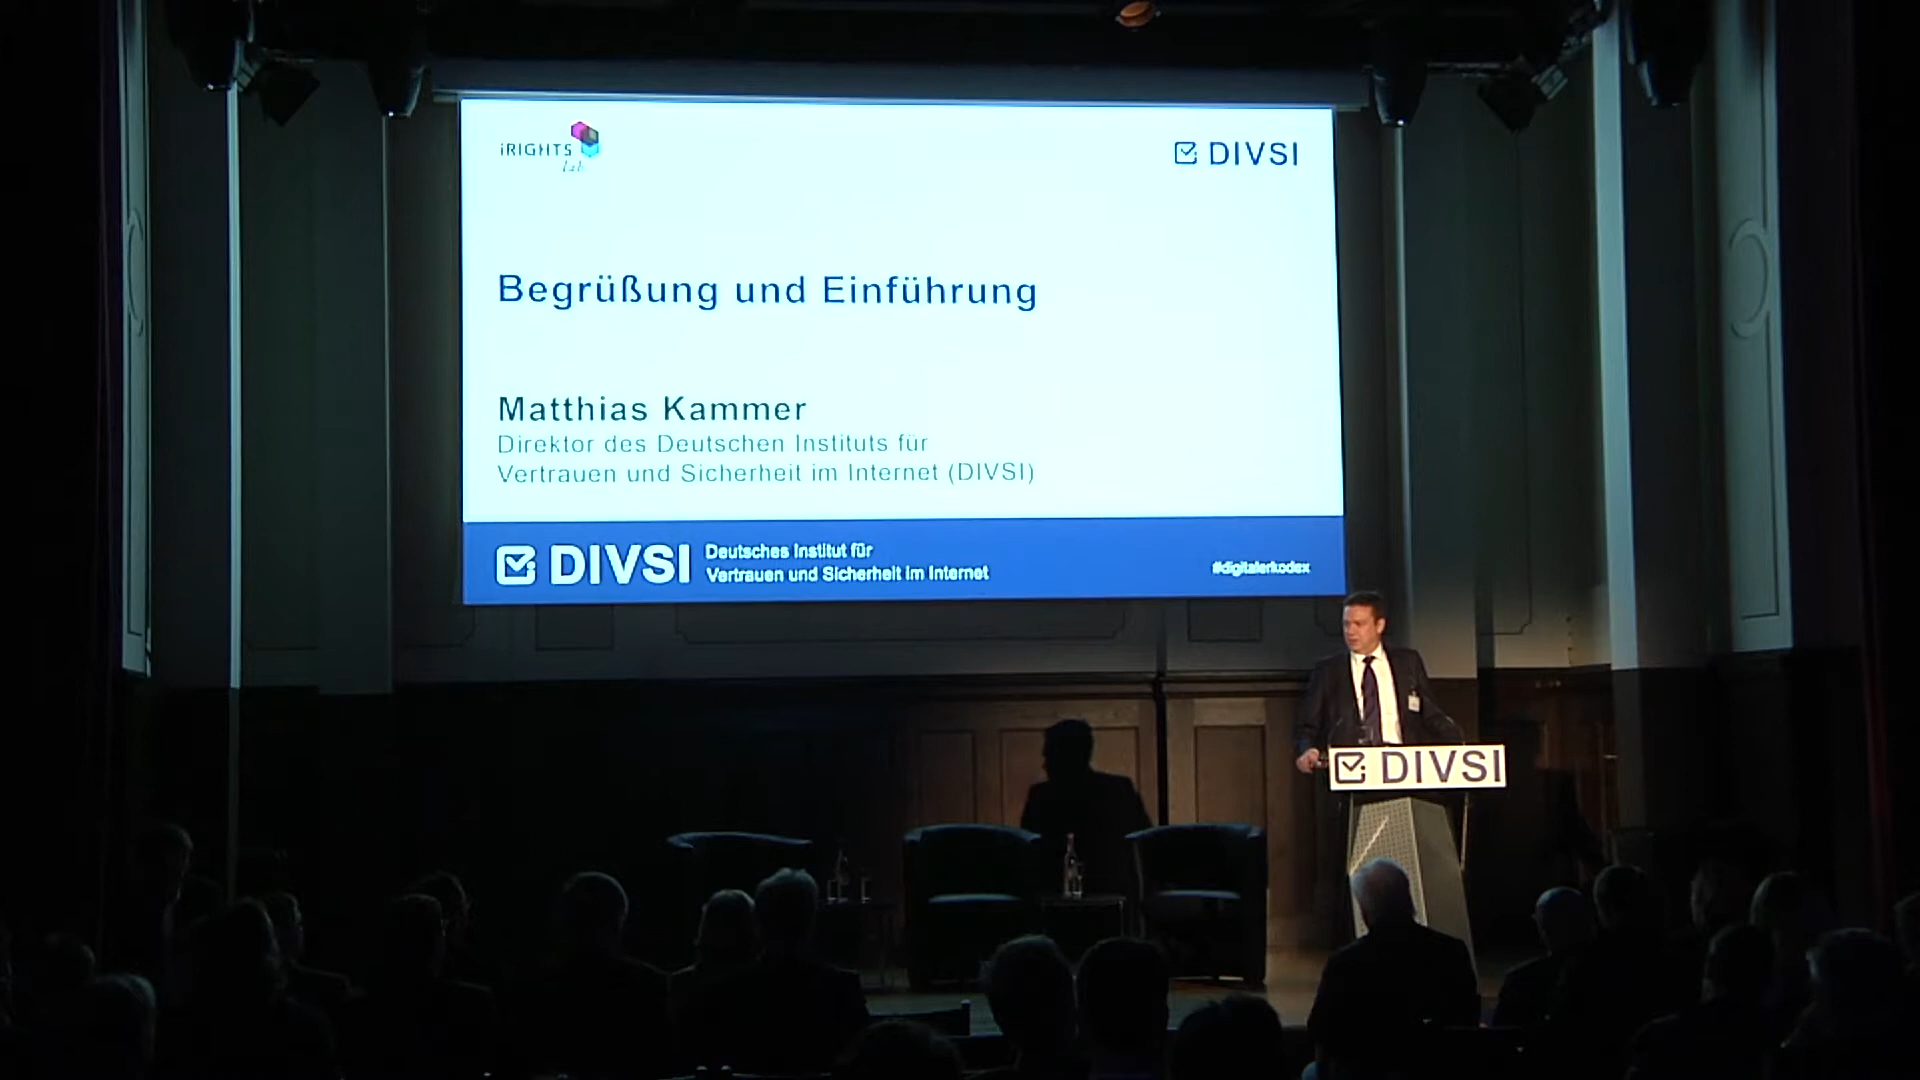 iRIGHTS
Lab
DIVSI
Begrüßung und Einführung
Matthias Kammer
Direktor des Deutschen Instituts für
Vertrauen und Sicherheit im Internet (DIVSI)
DIVSI
Deutsches Institut für
Vertrauen und Sicherheit im Internet
#digitalerkodex
DIVSI